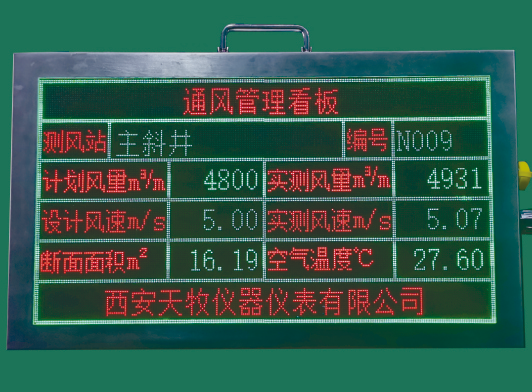 通风管理看板
测风站 主斜井 编号 N009
计划风量m³/m 4800 实测风量m³/m 4931
设计风速m/s 5.00 实测风速m/s 5.07
断面面积m² 16.19 空气温度℃ 27.60
西安天牧仪器仪表有限公司